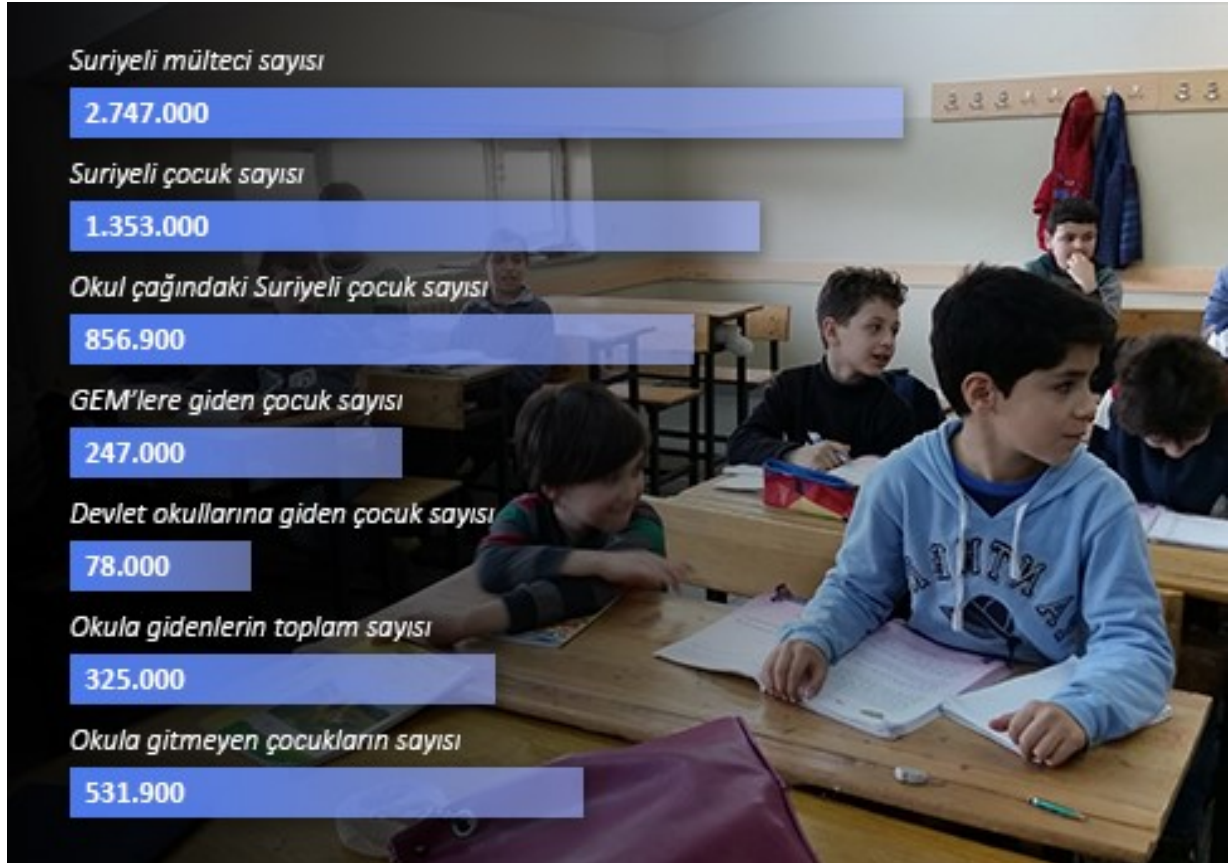 Suriyeli mülteci sayısı
2.747.000
Suriyeli çocuk sayısı
1.353.000
Okul çağındaki Suriyeli çocuk sayısı
856.900
GEM'lere giden çocuk sayısı
247.000
Devlet okullarına giden çocuk sayısı
78.000
Okula gidenlerin toplam sayısı
325.000
Okula gitmeyen çocukların sayısı
531.900